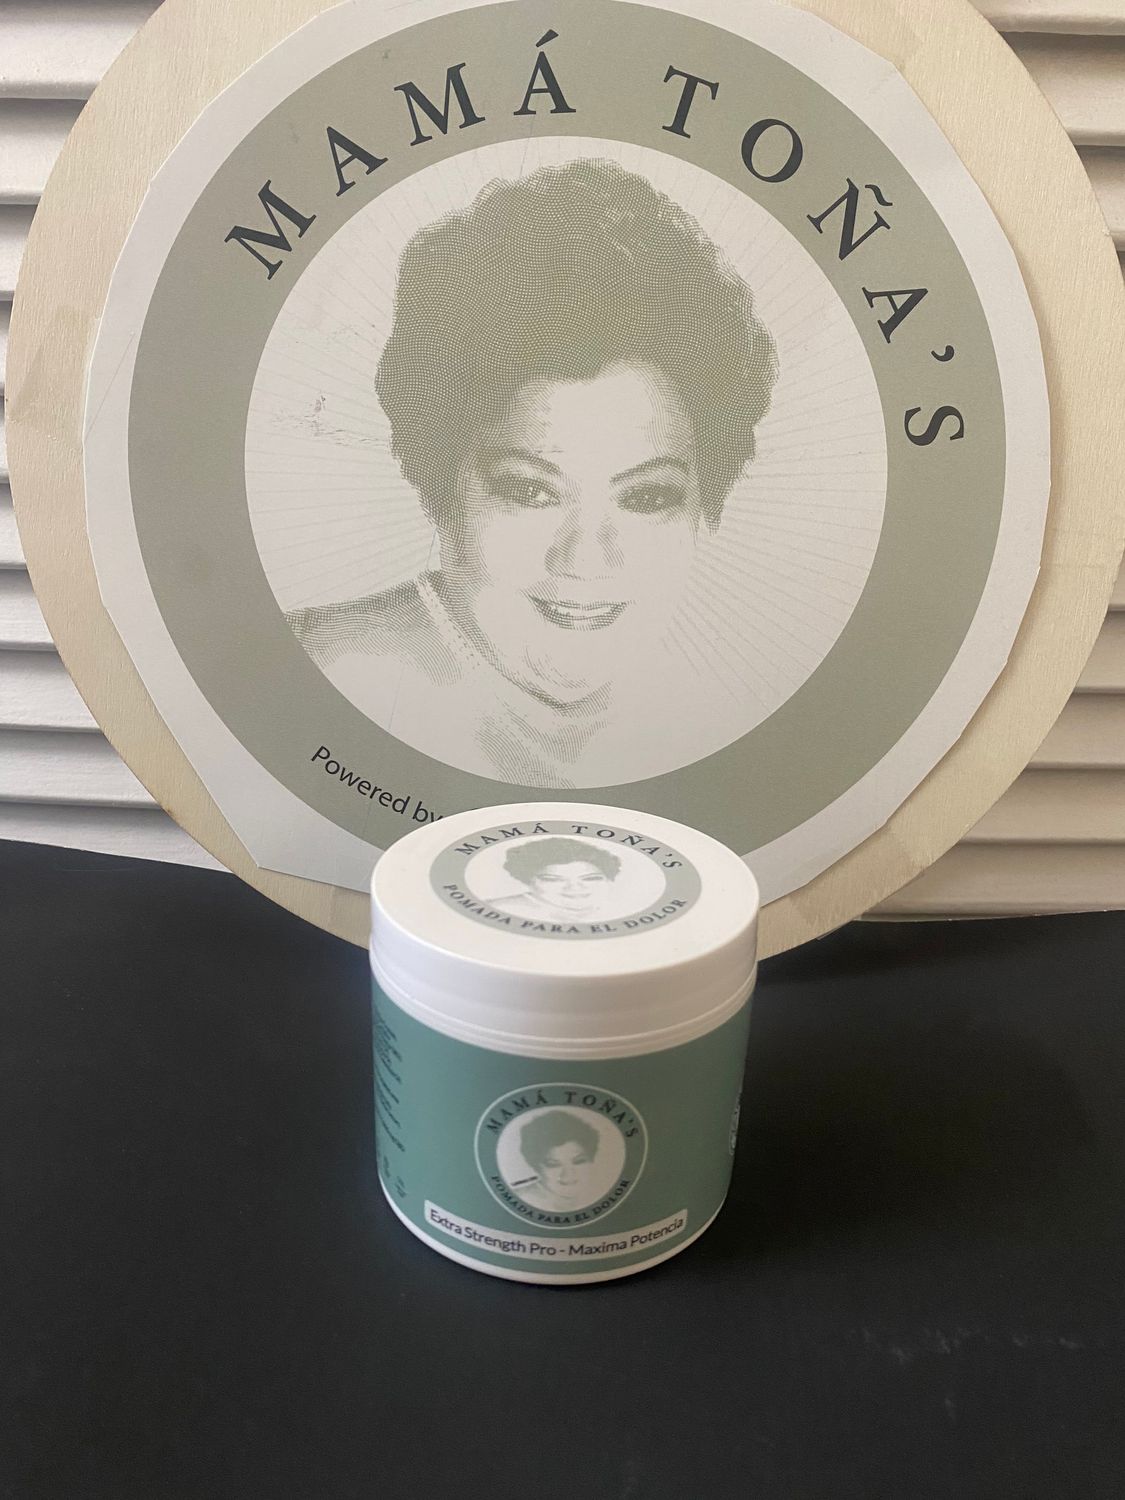 MAMÁ TOÑA'S
Powered by
MAMÁ TOÑA'S
POMADA PARA EL DOLOR
MAMÁ TOÑA'S
POMADA PARA EL DOLOR
Extra Strength Pro - Maxima Potencia